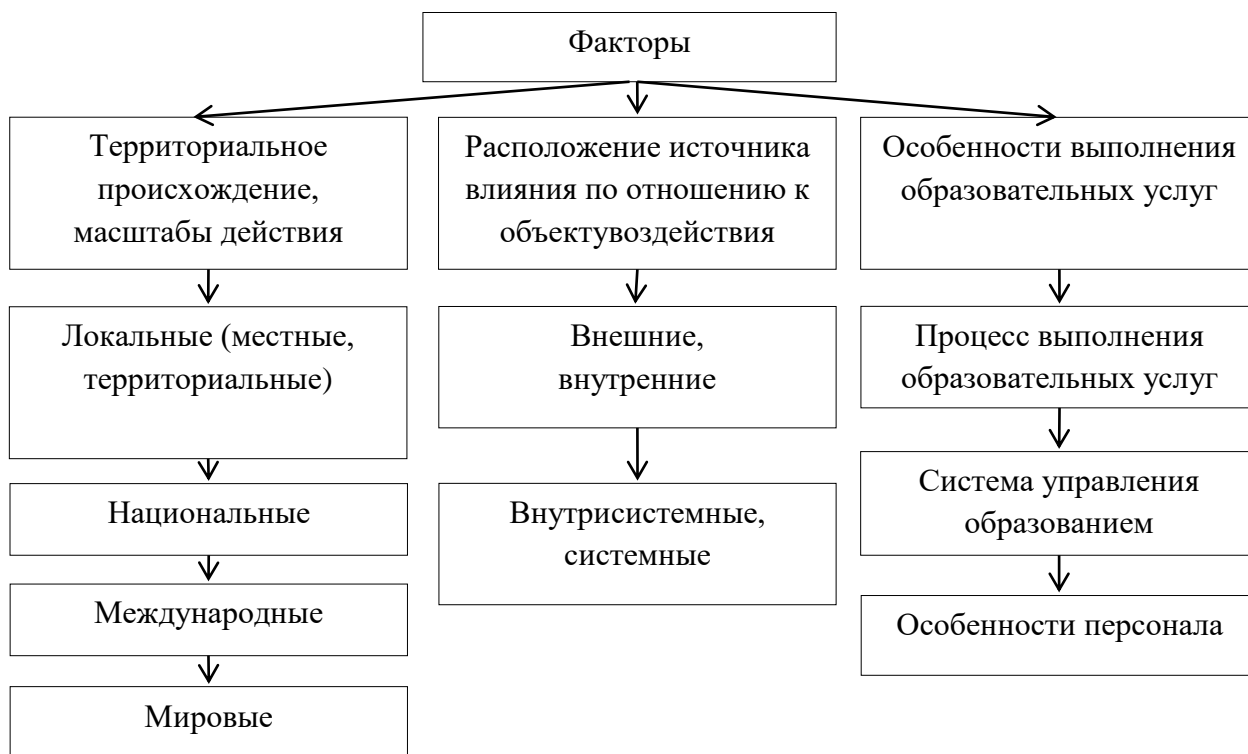 Факторы
Территориальное
происхождение,
масштабы действия
Расположение источника
влияния по отношению к
объектувоздействия
Особенности выполнения
образовательных услуг
Локальные (местные,
территориальные)
Внешние,
внутренние
Процесс выполнения
образовательных услуг
Национальные
Внутрисистемные,
системные
Система управления
образованием
Международные
Особенности персонала
Мировые